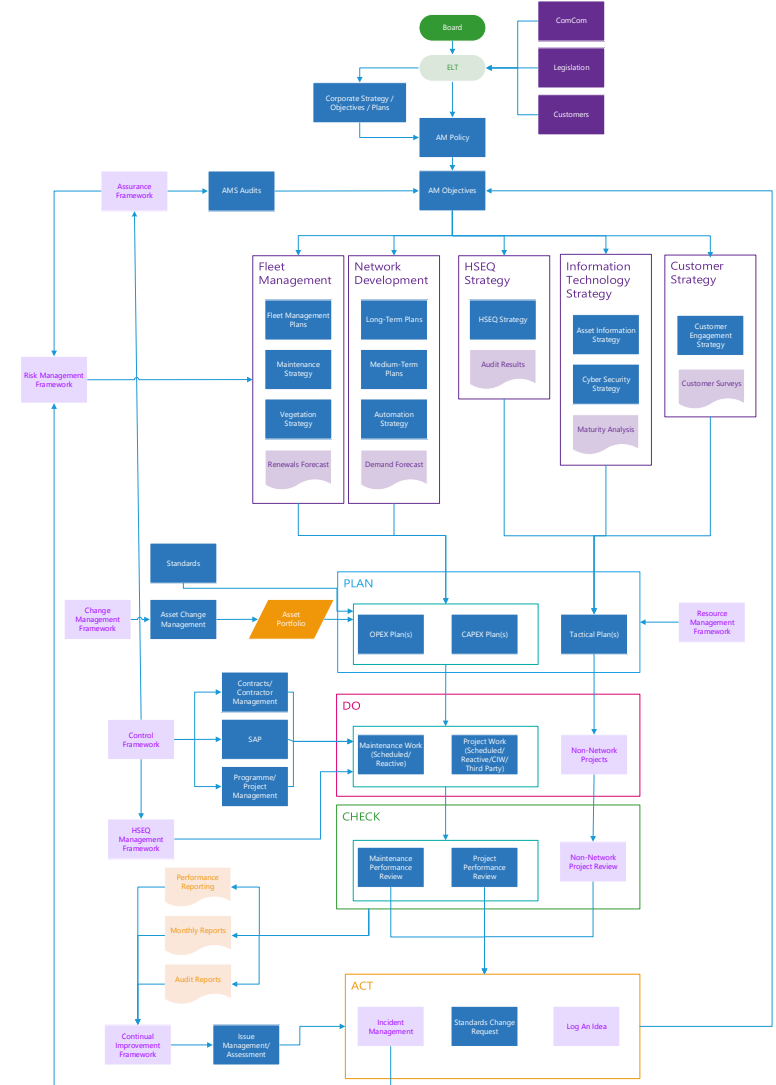 Board
ComCom
ELT
Legislation
Corporate Strategy /
Objectives / Plans
Customers
AM Policy
Assurance
Framework
AMS Audits
AM Objectives
Fleet
Management
Fleet Management
Plans
Maintenance
Strategy
Vegetation
Strategy
Renewals Forecast
Network
Development
Long-Term Plans
Medium-Term
Plans
Automation
Strategy
Demand Forecast
HSEQ
Strategy
HSEQ Strategy
Audit Results
Information
Technology
Strategy
Asset Information
Strategy
Cyber Security
Strategy
Maturity Analysis
Customer
Strategy
Customer
Engagement
Strategy
Customer Surveys
Risk Management
Framework
Standards
Change
Management
Framework
Asset Change
Management
Asset
Portfolio
PLAN
OPEX Plan(s)
CAPEX Plan(s)
Tactical Plan(s)
Resource
Management
Framework
Control
Framework
Contracts/
Contractor
Management
SAP
Programme/
Project
Management
DO
Maintenance Work
(Scheduled/
Reactive)
Project Work
(Scheduled/
Reactive/CIW/
Third Party)
Non-Network
Projects
HSEQ
Management
Framework
CHECK
Maintenance
Performance
Review
Project
Performance
Review
Non-Network
Project Review
Performance
Reporting
Monthly Reports
Audit Reports
Continual
Improvement
Framework
Issue
Management/
Assessment
ACT
Incident
Management
Standards Change
Request
Log An Idea